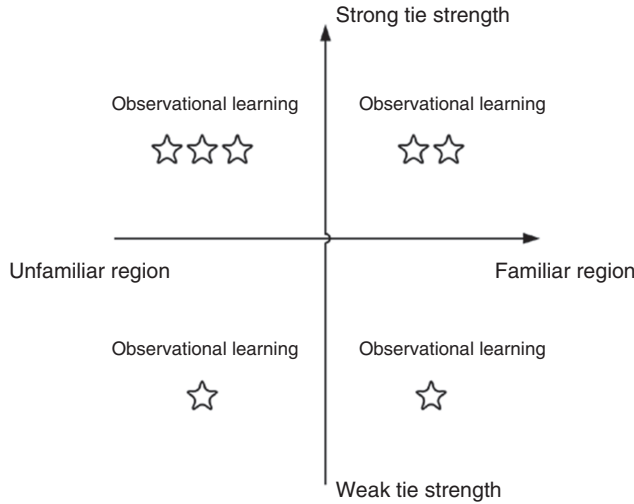 Strong tie strength
Observational learning
Observational learning
Unfamiliar region
Familiar region
Observational learning
Observational learning
Weak tie strength